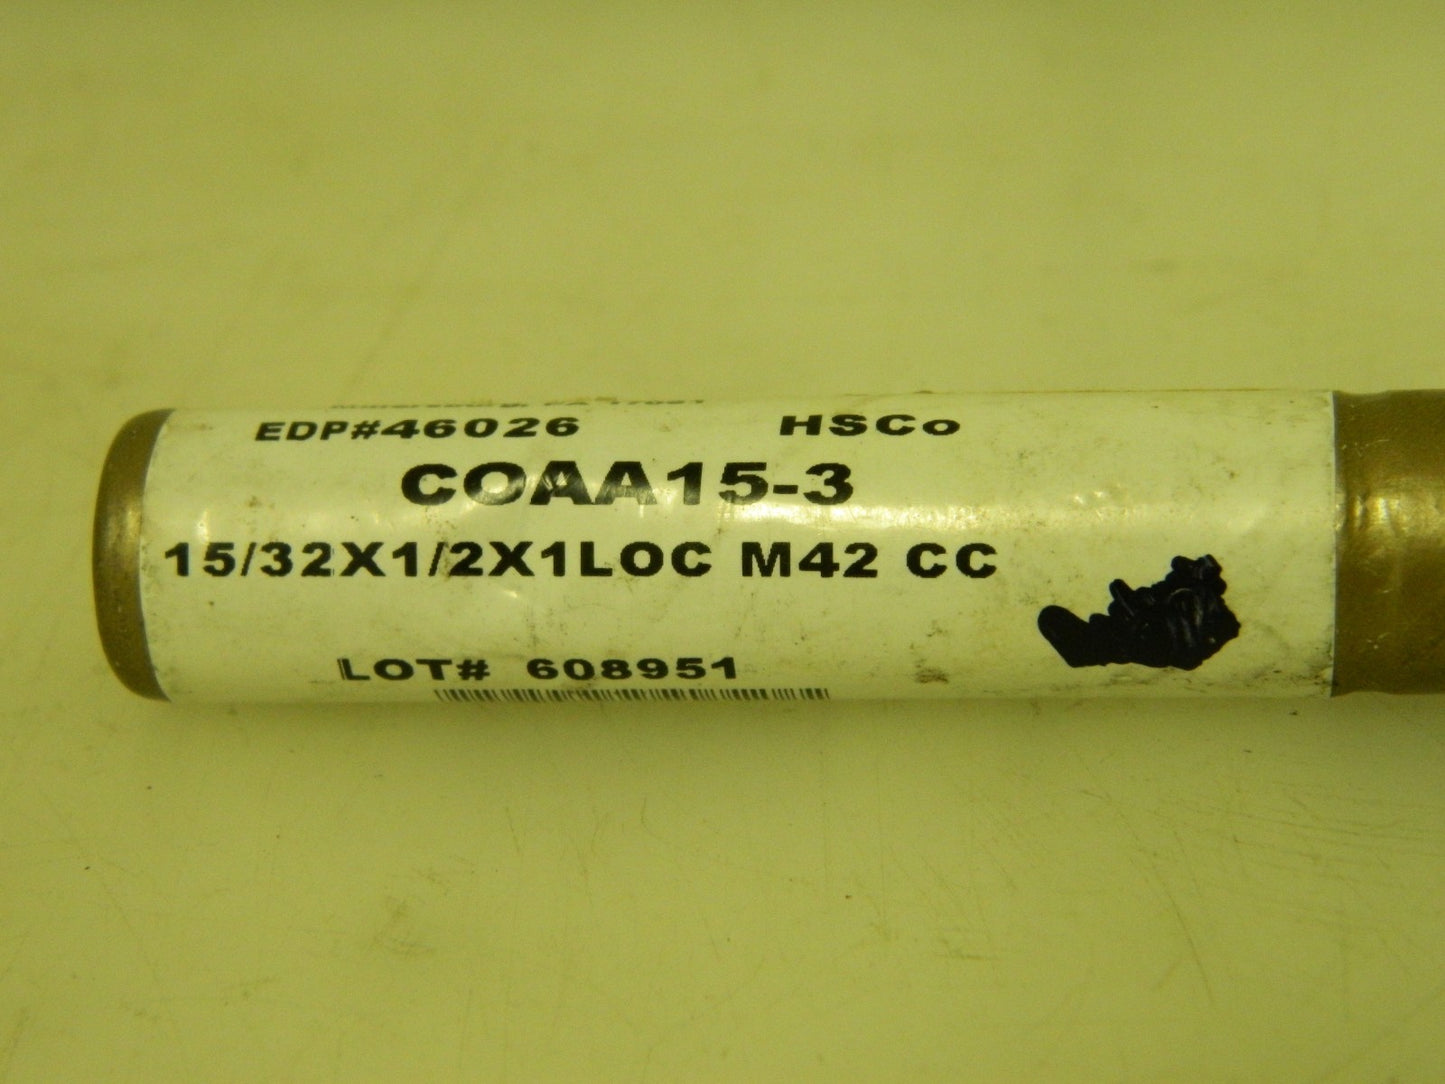 EDP#46026 HSCo
COAA15-3
15/32X1/2X1LOC M42 CC
LOT# 608951